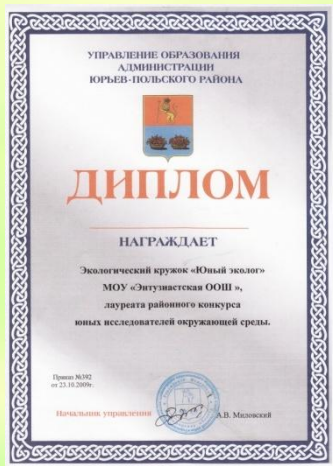 УПРАВЛЕНИЕ ОБРАЗОВАНИЯ
АДМИНИСТРАЦИИ
ЮРЬЕВ-ПОЛЬСКОГО РАЙОНА
ДИПЛОМ
НАГРАЖДАЕТ
Экологический кружок «Юный эколог»
МОУ «Энтузиастская ООШ »,
лауреата районного конкурса
юных исследователей окружающей среды.
Приказ №392
от 23.10.2009г.
Начальник управления А.В. Миловский